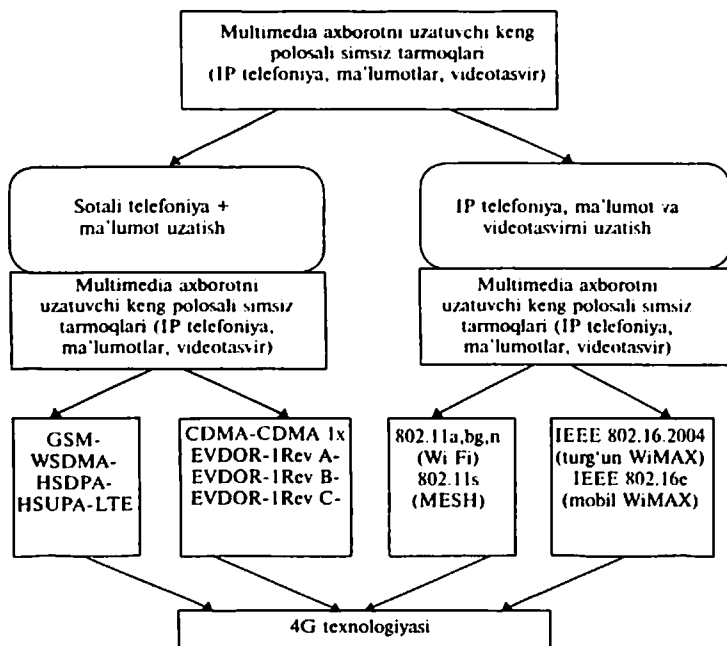 Multimedia axborotni uzatuvchi keng
polosali simsiz tarmoqlari
(IP telefoniya, ma'lumotlar, videotasvir)
Sotali telefoniya +
ma'lumot uzatish
IP telefoniya, ma'lumot va
videotasvirni uzatish
Multimedia axborotni
uzatuvchi keng polosali simsiz
tarmoqlari (IP telefoniya,
ma'lumotlar, videotasvir)
Multimedia axborotni
uzatuvchi keng polosali simsiz
tarmoqlari (IP telefoniya,
ma'lumotlar, videotasvir)
GSM-
WSDMA-
HSDPA-
HSUPA-LTE
CDMA-CDMA 1x
EVDOR-1Rev A-
EVDOR-1Rev B-
EVDOR-1Rev C-
802.11a,bg,n
(Wi Fi)
802.11s
(MESH)
IEEE 802.16.2004
(turg'un WiMAX)
IEEE 802.16e
(mobil WiMAX)
4G texnologiyasi